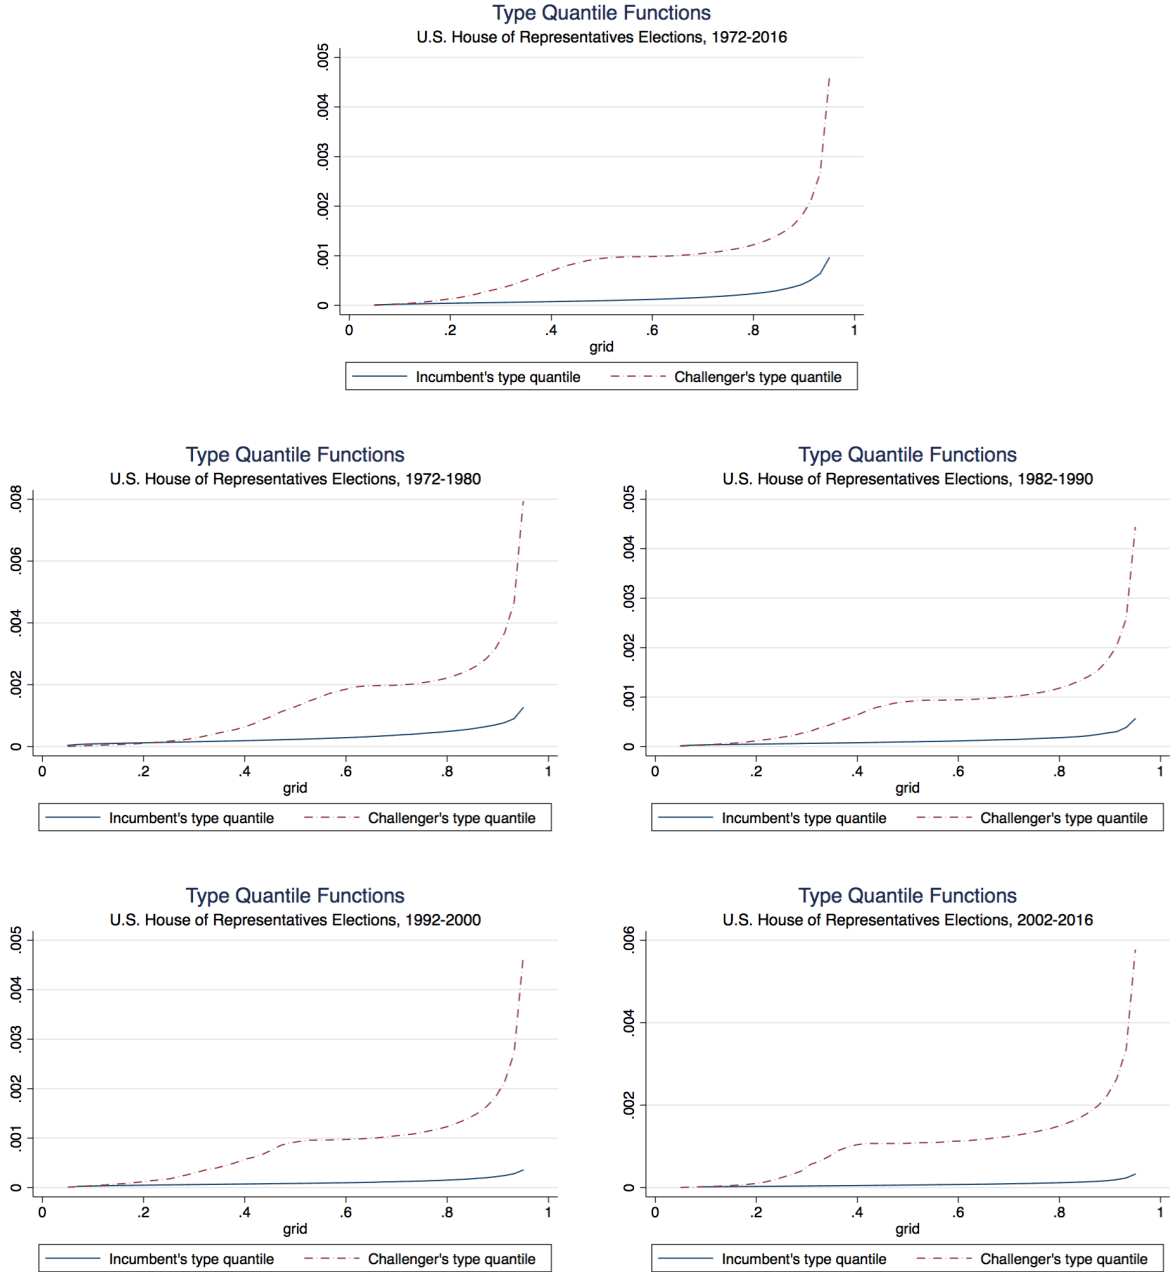 Type Quantile Functions
U.S. House of Representatives Elections, 1972-2016
.005
.004
.003
.002
.001
0
0 .2 .4 .6 .8 1
grid
Incumbent's type quantile Challenger's type quantile
Type Quantile Functions
U.S. House of Representatives Elections, 1972-1980
.008
.006
.004
.002
0
0 .2 .4 .6 .8 1
grid
Incumbent's type quantile Challenger's type quantile
Type Quantile Functions
U.S. House of Representatives Elections, 1982-1990
.005
.004
.003
.002
.001
0
0 .2 .4 .6 .8 1
grid
Incumbent's type quantile Challenger's type quantile
Type Quantile Functions
U.S. House of Representatives Elections, 1992-2000
.005
.004
.003
.002
.001
0
0 .2 .4 .6 .8 1
grid
Incumbent's type quantile Challenger's type quantile
Type Quantile Functions
U.S. House of Representatives Elections, 2002-2016
.006
.004
.002
0
0 .2 .4 .6 .8 1
grid
Incumbent's type quantile Challenger's type quantile